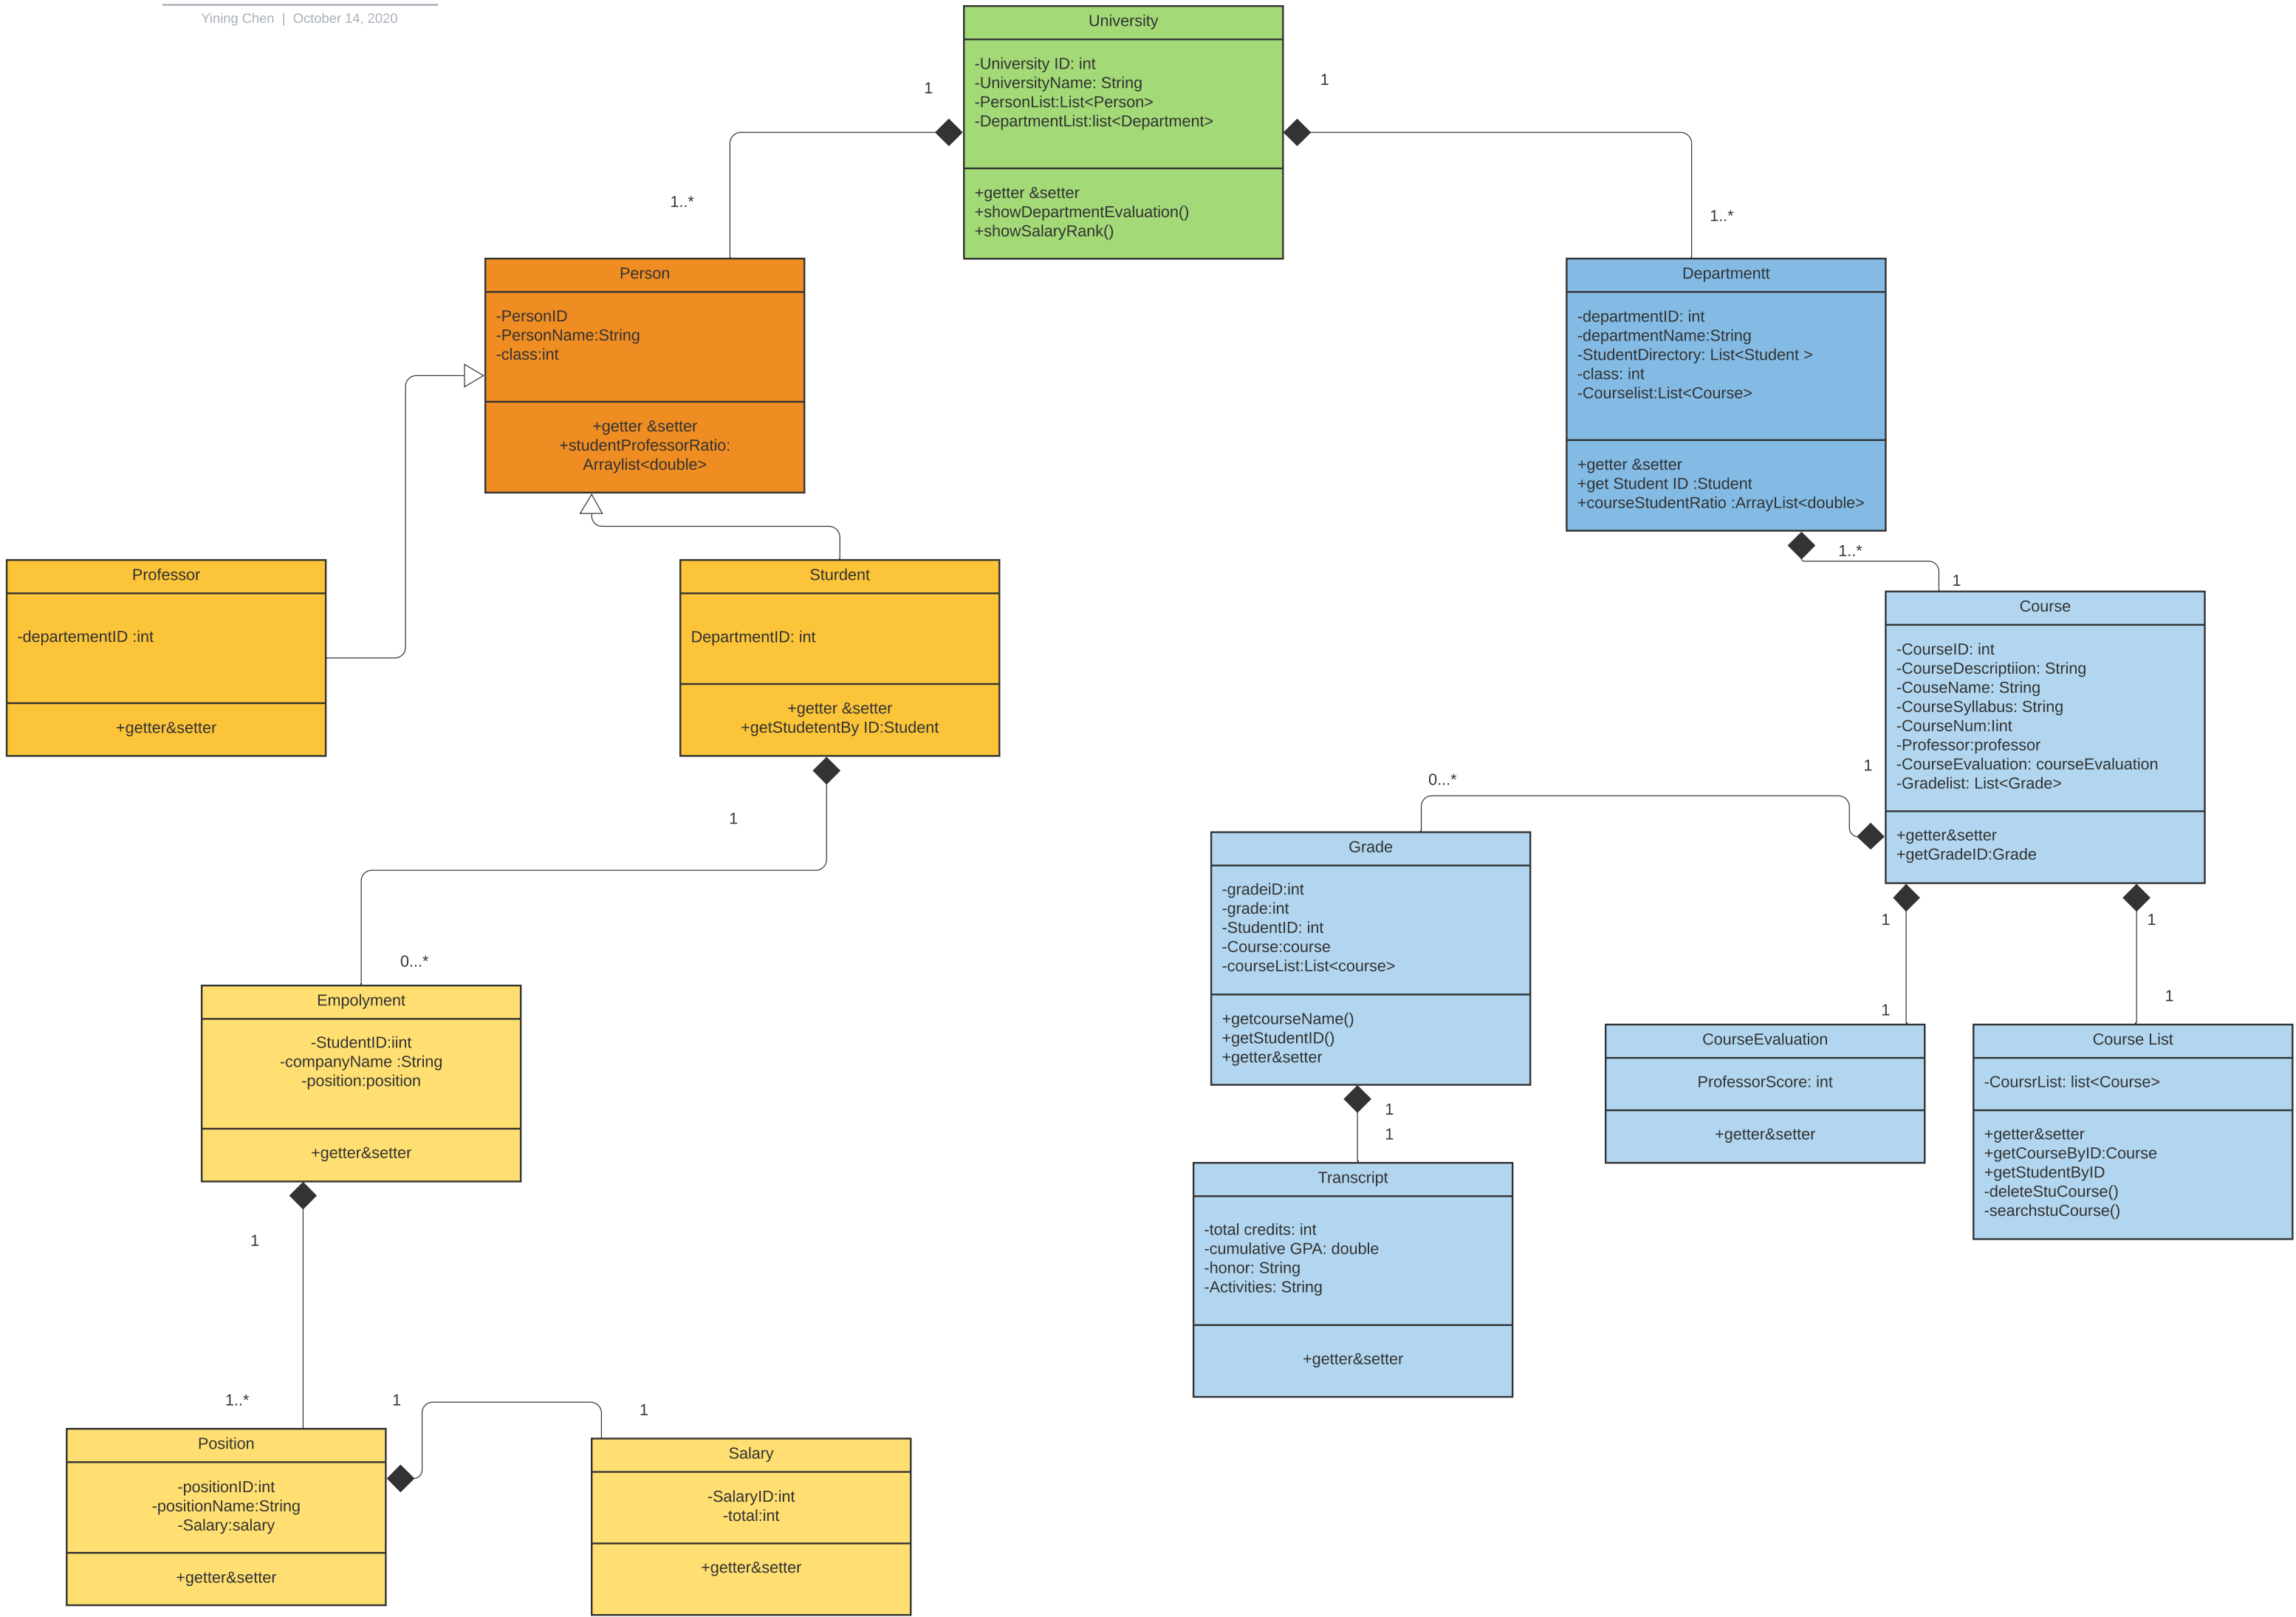 Yining Chen | October 14, 2020
University
-University ID: int
-UniversityName: String
-PersonList:List<Person>
-DepartmentList:list<Department>
+getter &setter
+showDepartmentEvaluation()
+showSalaryRank()
1
1
1..*
1..*
Person
-PersonID
-PersonName:String
-class:int
+getter &setter
+studentProfessorRatio:
Arraylist<double>
Departmentt
-departmentID: int
-departmentName:String
-StudentDirectory: List<Student >
-class: int
-Courselist:List<Course>
+getter &setter
+get Student ID :Student
+courseStudentRatio :ArrayList<double>
1..*
1
Professor
-departementID :int
+getter&setter
Sturdent
DepartmentID: int
+getter &setter
+getStudetentBy ID:Student
Course
-CourseID: int
-CourseDescriptiion: String
-CouseName: String
-CourseSyllabus: String
-CourseNum:Iint
-Professor:professor
-CourseEvaluation: courseEvaluation
-Gradelist: List<Grade>
+getter&setter
+getGradeID:Grade
1
0...*
1
0...*
Grade
-gradeiD:int
-grade:int
-StudentID: int
-Course:course
-courseList:List<course>
+getcourseName()
+getStudentID()
+getter&setter
1
1
1
1
Empolyment
-StudentID:iint
-companyName :String
-position:position
+getter&setter
CourseEvaluation
ProfessorScore: int
+getter&setter
Course List
-CoursrList: list<Course>
+getter&setter
+getCourseByID:Course
+getStudentByID
-deleteStuCourse()
-searchstuCourse()
1
1
Transcript
-total credits: int
-cumulative GPA: double
-honor: String
-Activities: String
+getter&setter
1
1..*
1
1
Position
-positionID:int
-positionName:String
-Salary:salary
+getter&setter
Salary
-SalaryID:int
-total:int
+getter&setter